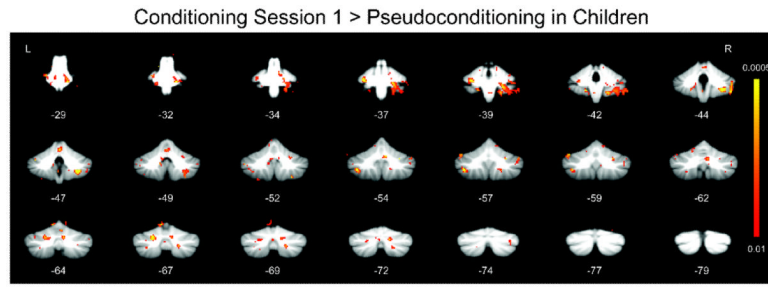 Conditioning Session 1 > Pseudoconditioning in Children
L R
0.0005
-29 -32 -34 -37 -39 -42 -44
-47 -49 -52 -54 -57 -59 -62
-64 -67 -69 -72 -74 -77 -79
0.01